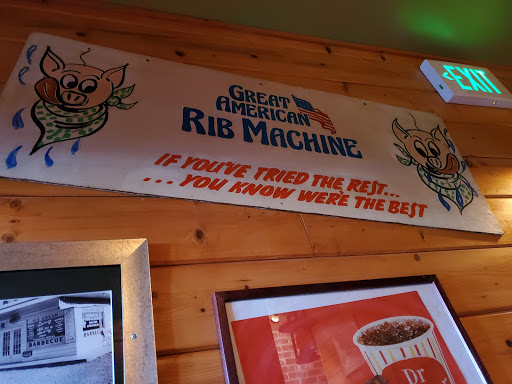 GREAT
AMERICAN
RIB MACHINE
EXIT
IF YOU'VE TRIED THE REST...
...YOU KNOW WE'RE THE BEST
BARBECUE
Dr